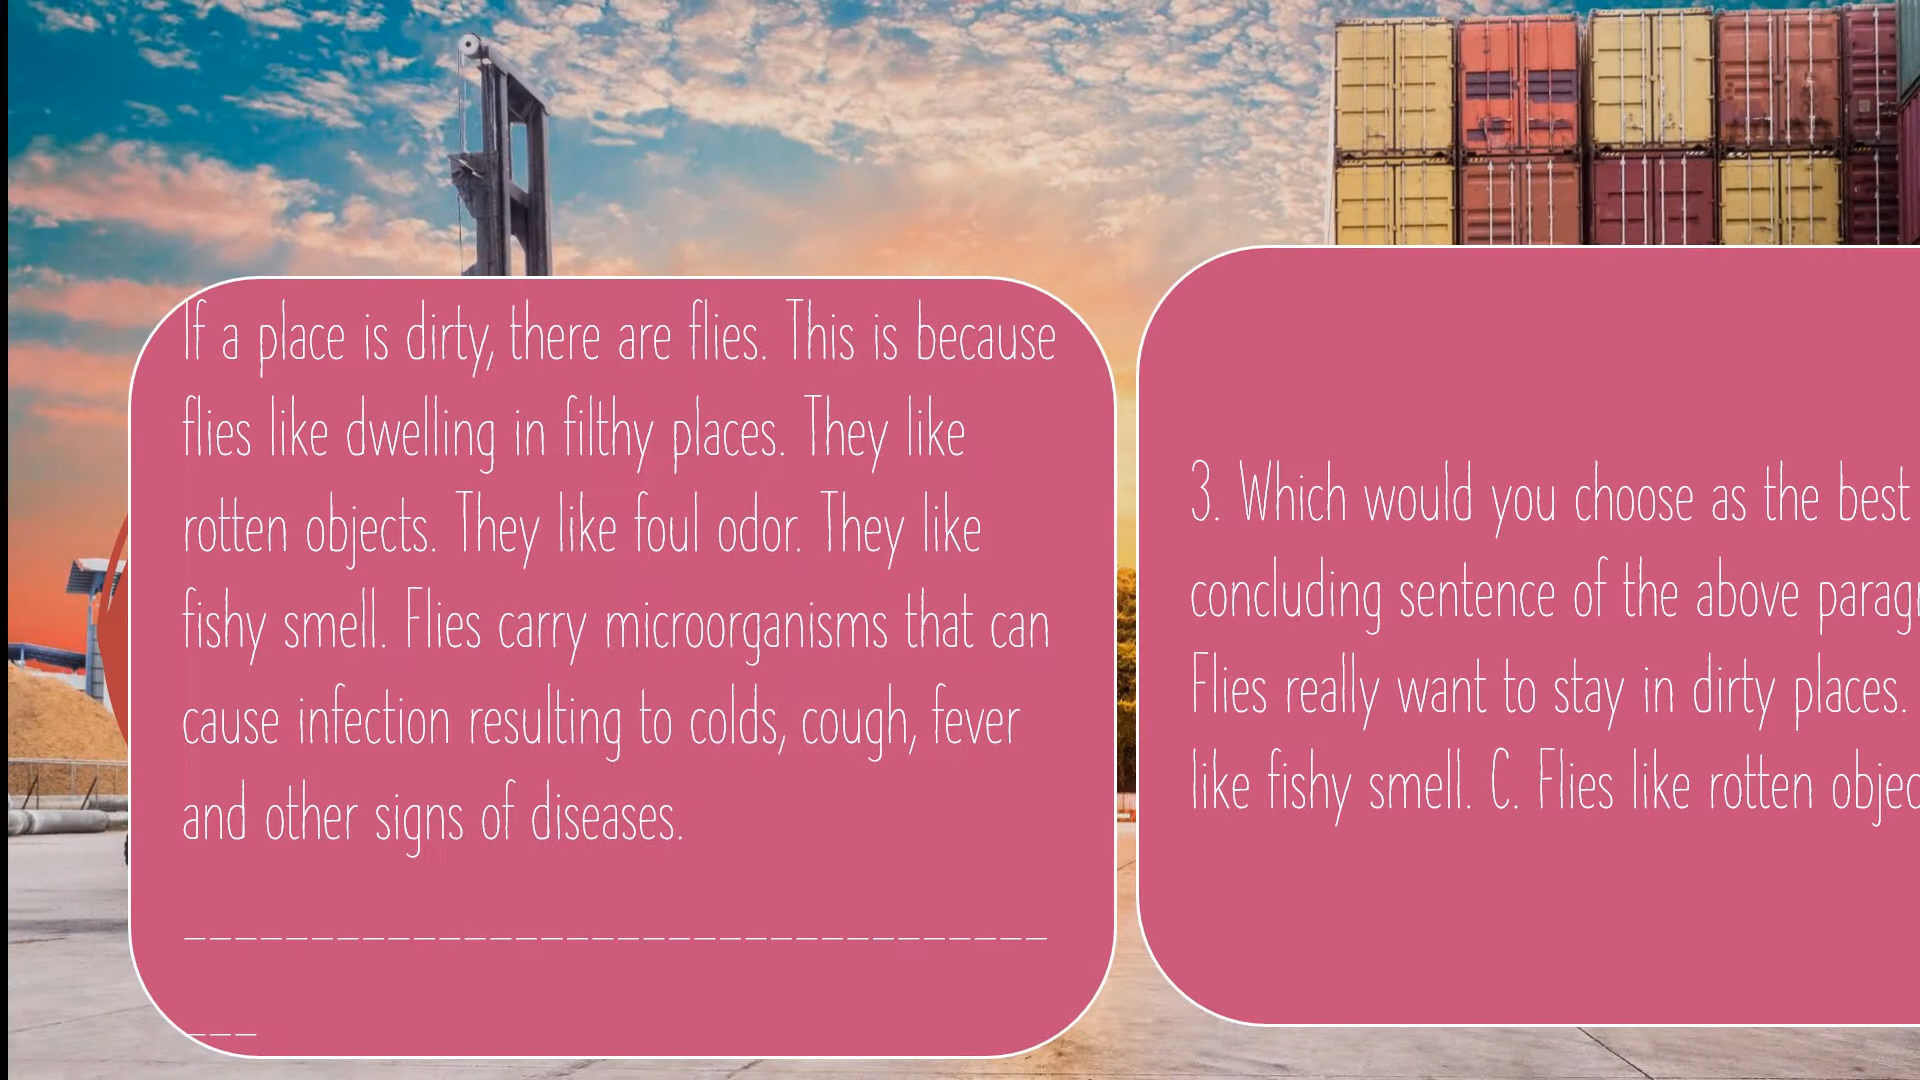 If a place is dirty, there are flies. This is because
flies like dwelling in filthy places. They like
rotten objects. They like foul odor. They like
fishy smell. Flies carry microorganisms that can
cause infection resulting to colds, cough, fever
and other signs of diseases.
___________________________________
___
3. Which would you choose as the best
concluding sentence of the above
Flies really want to stay in dirty places.
like fishy smell. C. Flies like rotten